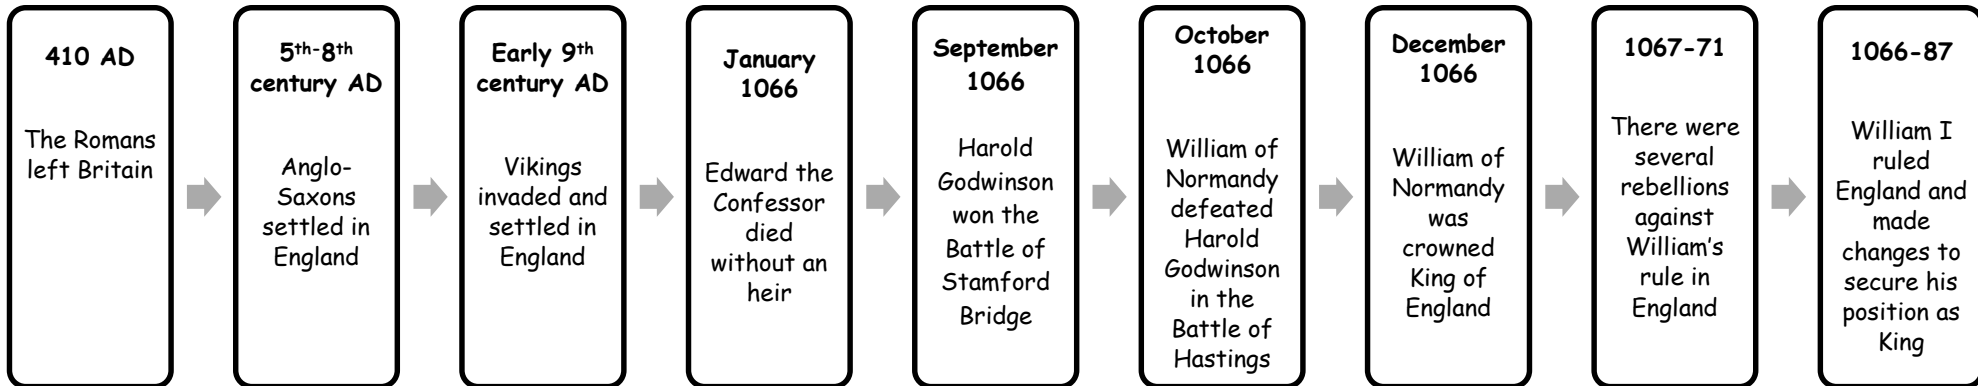 410 AD
The Romans
left Britain
5th-8th
century AD
Anglo-
Saxons
settled in
England
Early 9th
century AD
Vikings
invaded and
settled in
England
January
1066
Edward the
Confessor
died
without an
heir
September
1066
Harold
Godwinson
won the
Battle of
Stamford
Bridge
October
1066
William of
Normandy
defeated
Harold
Godwinson
in the
Battle of
Hastings
December
1066
William of
Normandy
was
crowned
King of
England
1067-71
There were
several
rebellions
against
William's
rule in
England
1066-87
William I
ruled
England and
made
changes to
secure his
position as
King